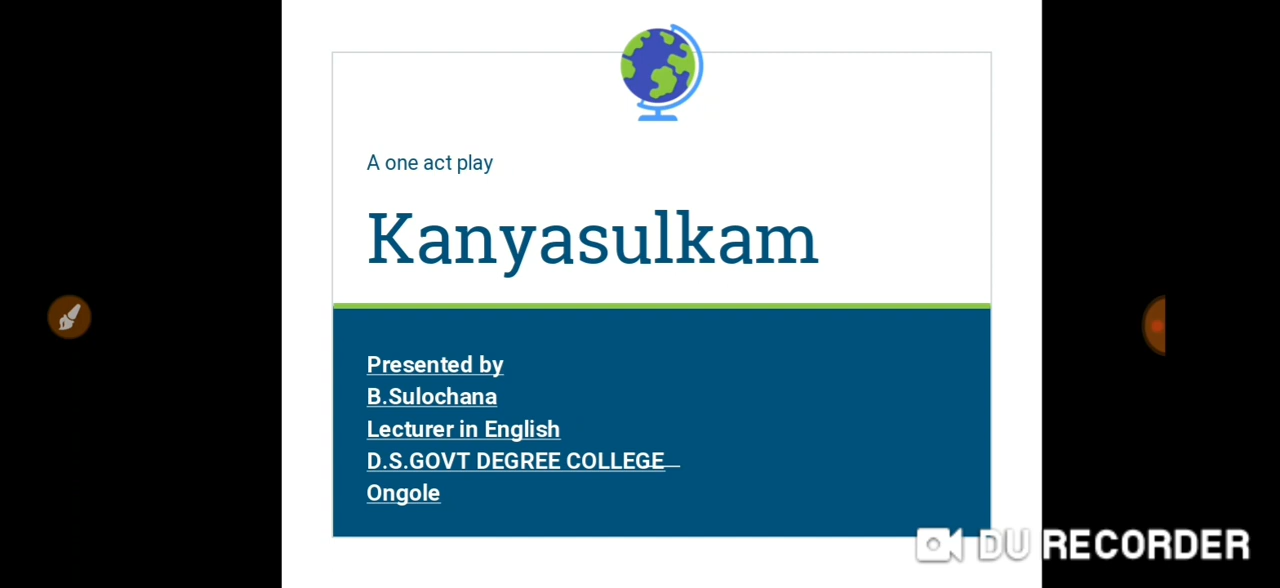 A one act play
Kanyasulkam
Presented by
B.Sulochana
Lecturer in English
D.S.GOVT DEGREE COLLEGE
Ongole
DU RECORDER